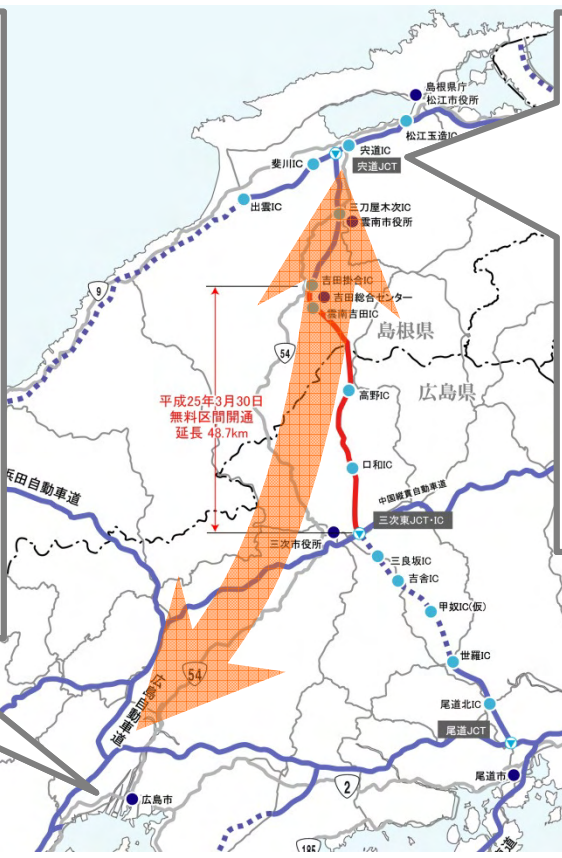 島根県庁
松江市役所
松江玉造IC
宍道IC
宍道JCT
斐川IC
出雲IC
三刀屋木次IC
雲南市役所
吉田掛合IC
吉田総合センター
雲南吉田IC
9
54
島根県
広島県
平成25年3月30日
無料区間開通
延長 48.7km
高野IC
口和IC
浜田自動車道
中国縦貫自動車道
三次東JCT・IC
三次市役所
三良坂IC
吉舎IC
甲奴IC(仮)
世羅IC
54
広島自動車道
尾道北IC
尾道JCT
尾道市
2
広島市
185
車道